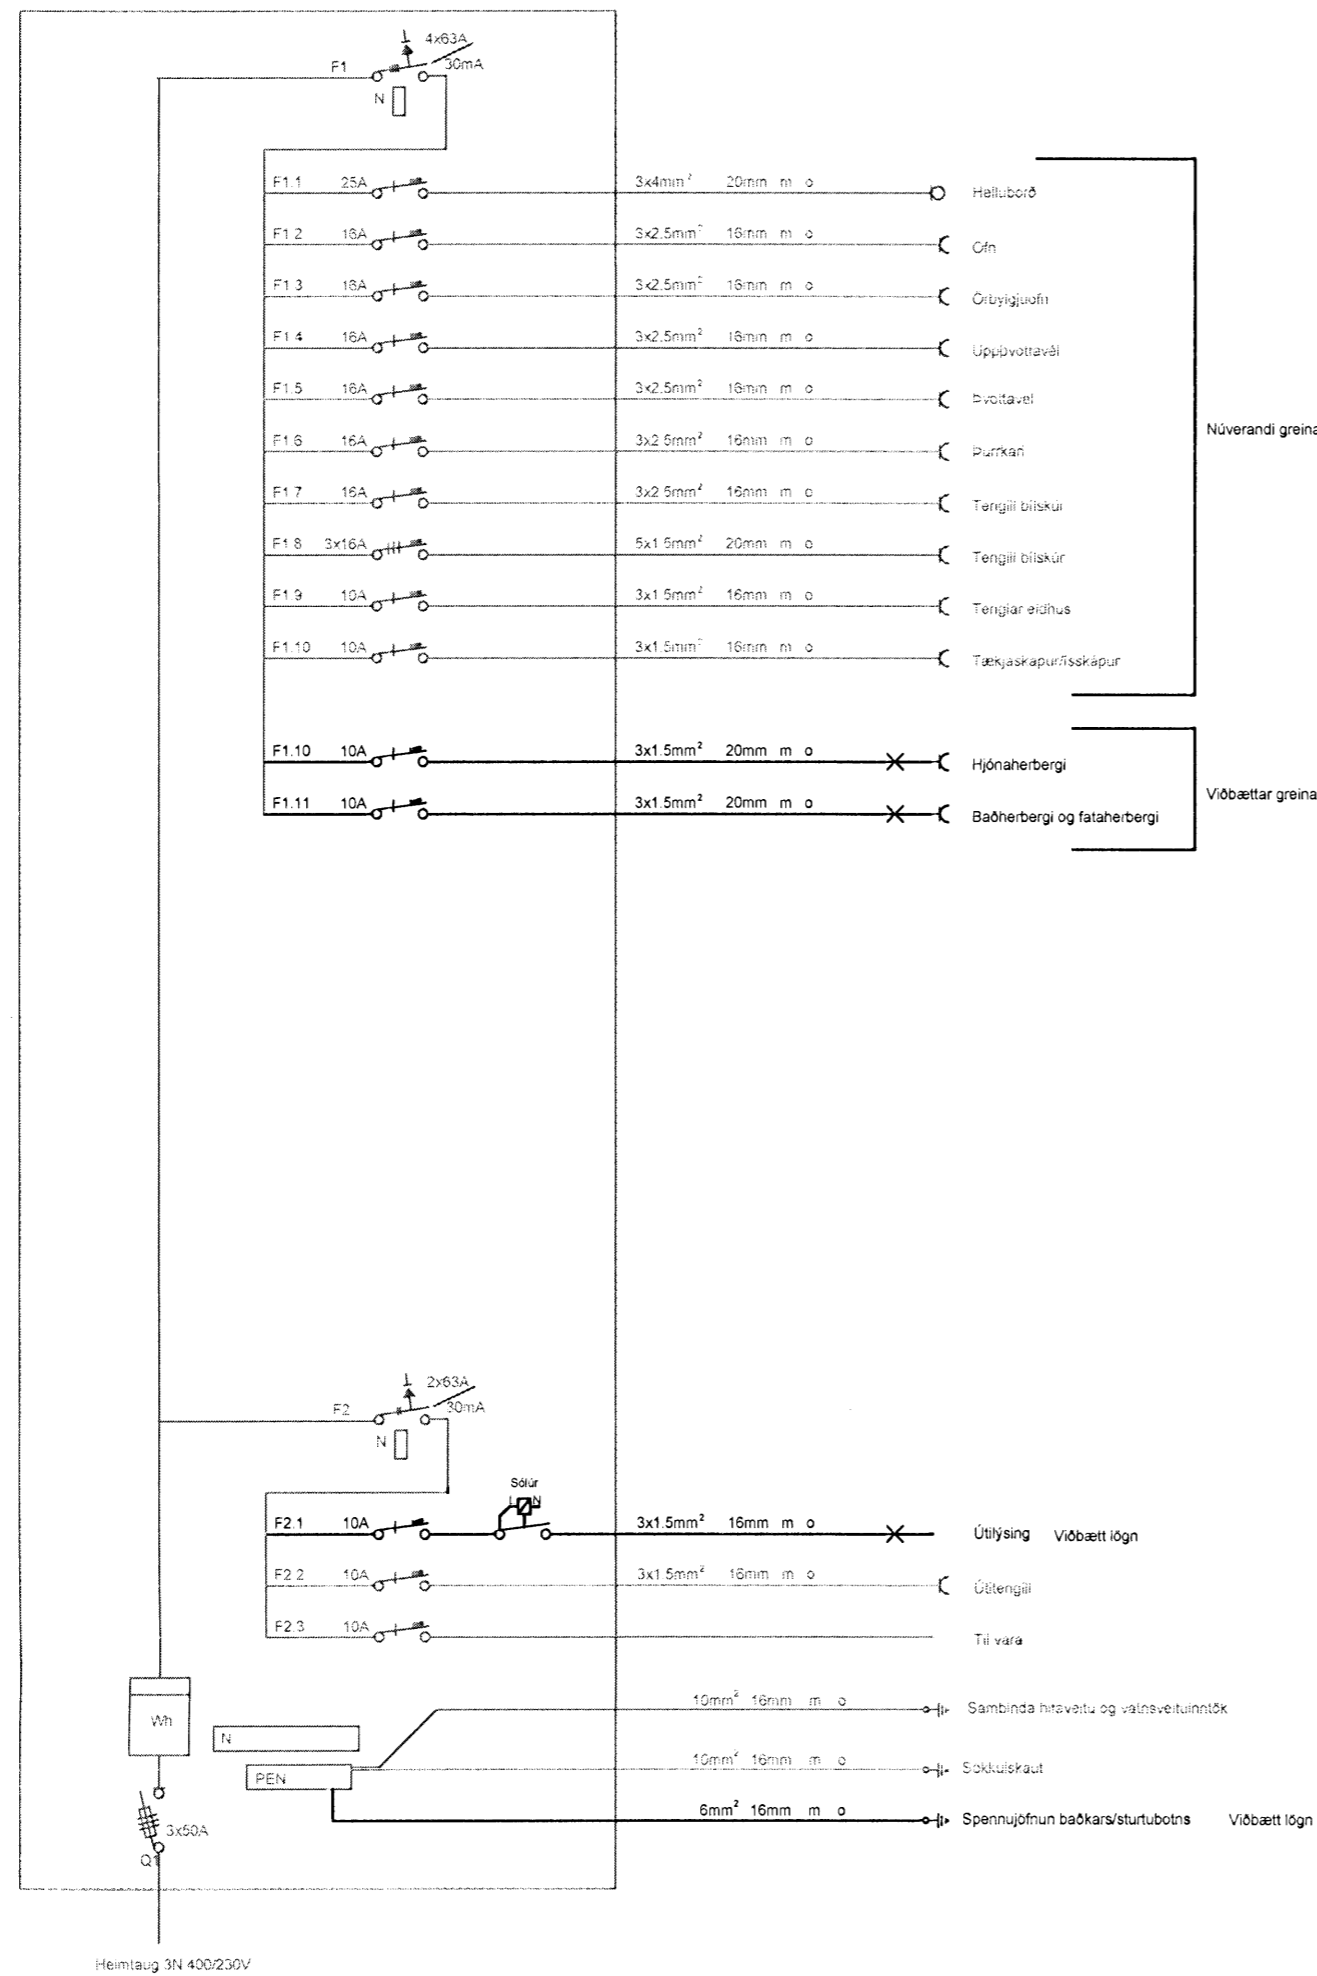 4x63A
F1 30mA
N
F1.1 25A 3x4mm² 20mm m o Helluborð
F1.2 16A 3x2.5mm² 16mm m o Ofn
F1.3 16A 3x2.5mm² 16mm m o Örbylgjuofn
F1.4 16A 3x2.5mm² 16mm m o Uppþvottavél
F1.5 16A 3x2.5mm² 16mm m o Þvottavél
F1.6 16A 3x2.5mm² 16mm m o Þurrkari
Núverandi greina
F1.7 16A 3x2.5mm² 16mm m o Tengill bílskúr
F1.8 3x16A 5x1.5mm² 20mm m o Tengill bílskúr
F1.9 10A 3x1.5mm² 16mm m o Tenglar eldhús
F1.10 10A 3x1.5mm² 16mm m o Tækjaskápur/ísskápur
F1.10 10A 3x1.5mm² 20mm m o Hjónaherbergi
Viðbættar greina
F1.11 10A 3x1.5mm² 20mm m o Baðherbergi og fataherbergi
2x63A
F2 30mA
N
Sólúr
L N
F2.1 10A 3x1.5mm² 16mm m o Útilýsing Viðbætt lögn
F2.2 10A 3x1.5mm² 16mm m o Útitengill
F2.3 10A Til vara
10mm² 16mm m o Sambinda hitaveitu og vatnsveituinntök
Wh
N
10mm² 16mm m o Sökkulskaut
PEN
6mm² 16mm m o Spennujöfnun baðkars/sturtubotns Viðbætt lögn
3x50A
Q1
Heimtaug 3N 400/230V